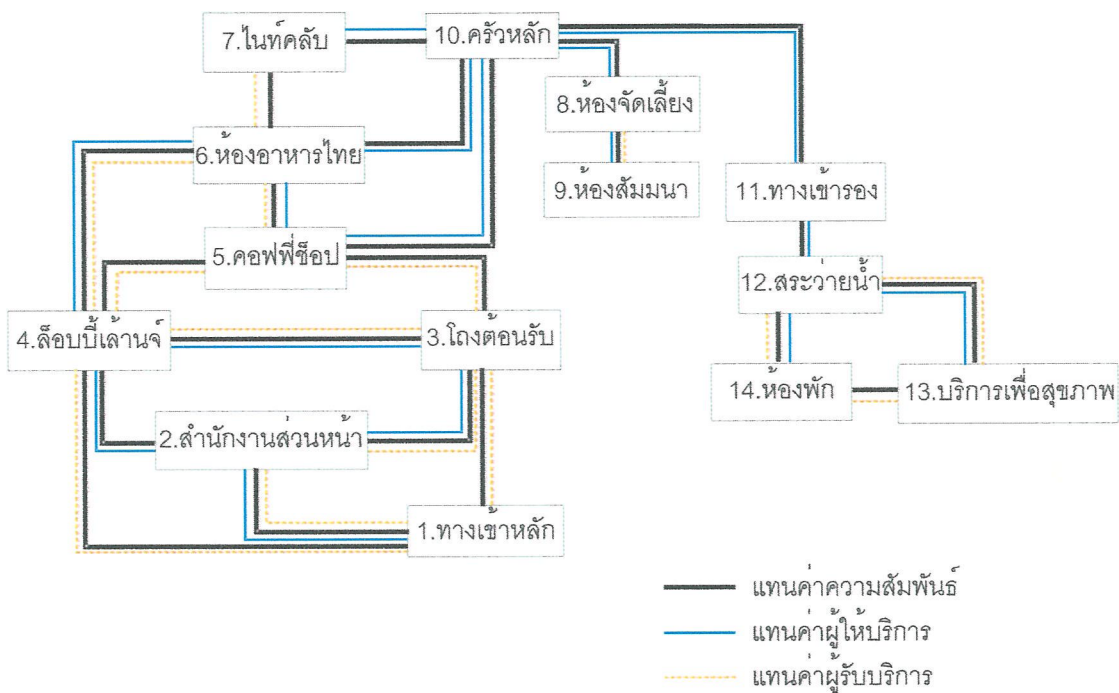 7.ไนท์คลับ
10.ครัวหลัก
8.ห้องจัดเลี้ยง
6.ห้องอาหารไทย
9.ห้องสัมมนา
11.ทางเข้ารอง
5.คอฟฟี่ช็อป
12.สระว่ายน้ำ
4.ล็อบบี้เล้านจ์
3.โถงต้อนรับ
14.ห้องพัก
13.บริการเพื่อสุขภาพ
2.สำนักงานส่วนหน้า
1.ทางเข้าหลัก
แทนค่าความสัมพันธ์
แทนค่าผู้ให้บริการ
แทนค่าผู้รับบริการ